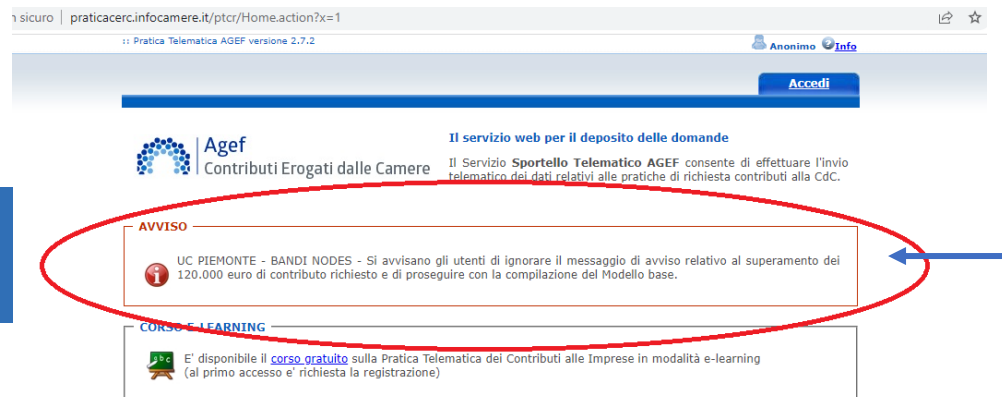 n sicuro | praticacerc.infocamere.it/ptcr/Home.action?x=1
:: Pratica Telematica AGEF versione 2.7.2
Anonimo Info
Accedi
Agef
Contributi Erogati dalle Camere
Il servizio web per il deposito delle domande
Il Servizio Sportello Telematico AGEF consente di effettuare l'invio
telematico dei dati relativi alle pratiche di richiesta contributi alla CdC.
AVVISO
UC PIEMONTE - BANDI NODES - Si avvisano gli utenti di ignorare il messaggio di avviso relativo al superamento dei
120.000 euro di contributo richiesto e di proseguire con la compilazione del Modello base.
CORSO E-LEARNING
E' disponibile il corso gratuito sulla Pratica Telematica dei Contributi alle Imprese in modalità e-learning
(al primo accesso e' richiesta la registrazione)